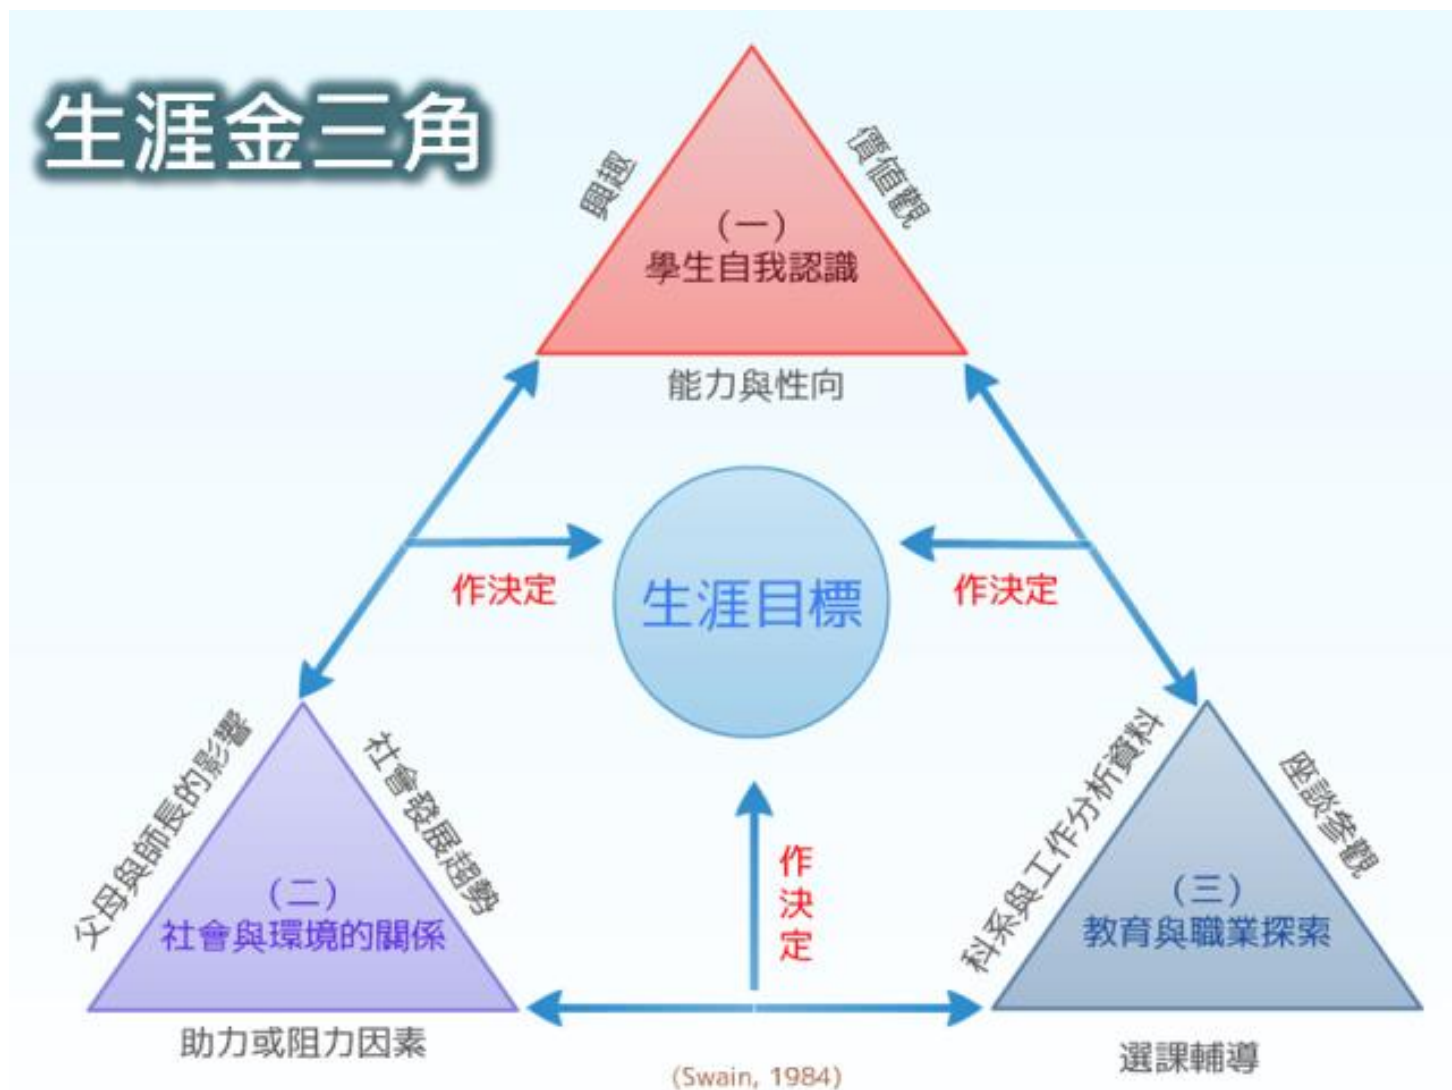 生涯金三角
興趣
價值觀
（一）
學生自我認識
能力與性向
作決定
生涯目標
作決定
父母與師長的影響
社會發展趨勢
（二）
社會與環境的關係
助力或阻力因素
作
決
定
科系與工作分析資料
座談參觀
（三）
教育與職業探索
選課輔導
(Swain, 1984)